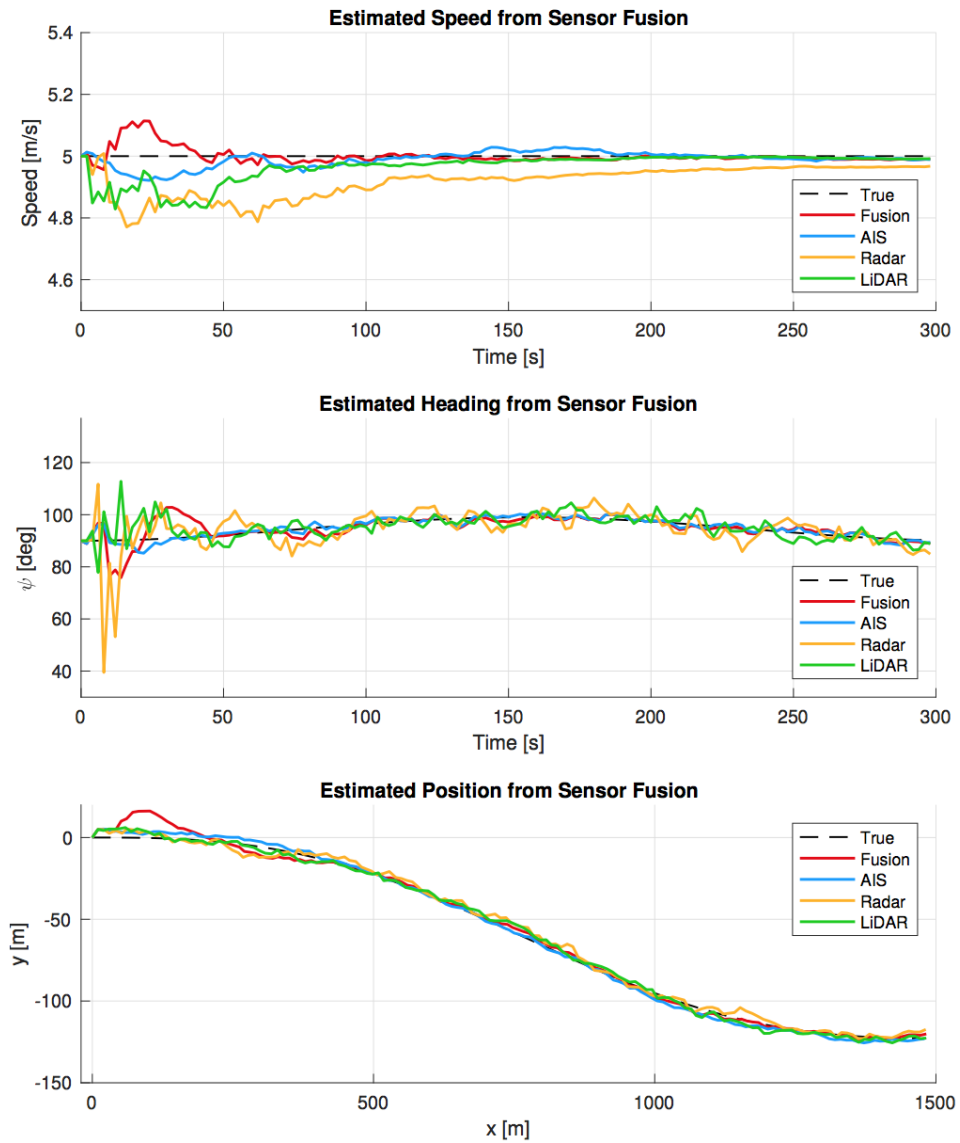 Estimated Speed from Sensor Fusion
5.4
5.2
5
4.8
4.6
Speed [m/s]
True
Fusion
AIS
Radar
LiDAR
0 50 100 150 200 250 300
Time [s]
Estimated Heading from Sensor Fusion
120
100
80
60
40
ψ [deg]
True
Fusion
AIS
Radar
LiDAR
0 50 100 150 200 250 300
Time [s]
Estimated Position from Sensor Fusion
0
-50
-100
-150
y [m]
True
Fusion
AIS
Radar
LiDAR
0 500 1000 1500
x [m]